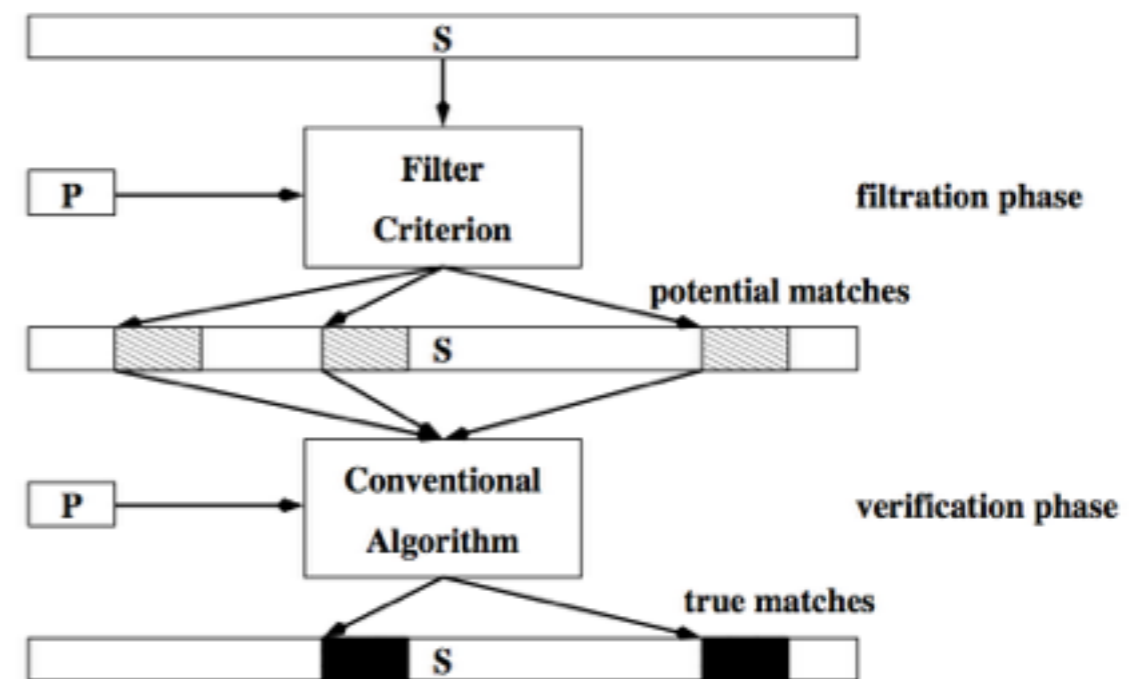 S
Filter
P
Criterion
filtration phase
potential matches
S
Conventional
P
Algorithm
verification phase
true matches
S